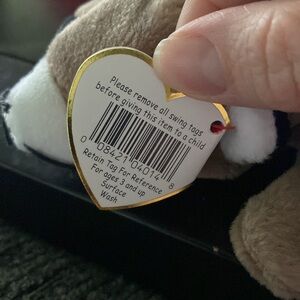 Please remove all swing tags
before giving this item to a child
0 08421 04014 8
Retain Tag For Reference
For ages 3 and up
Surface
Wash